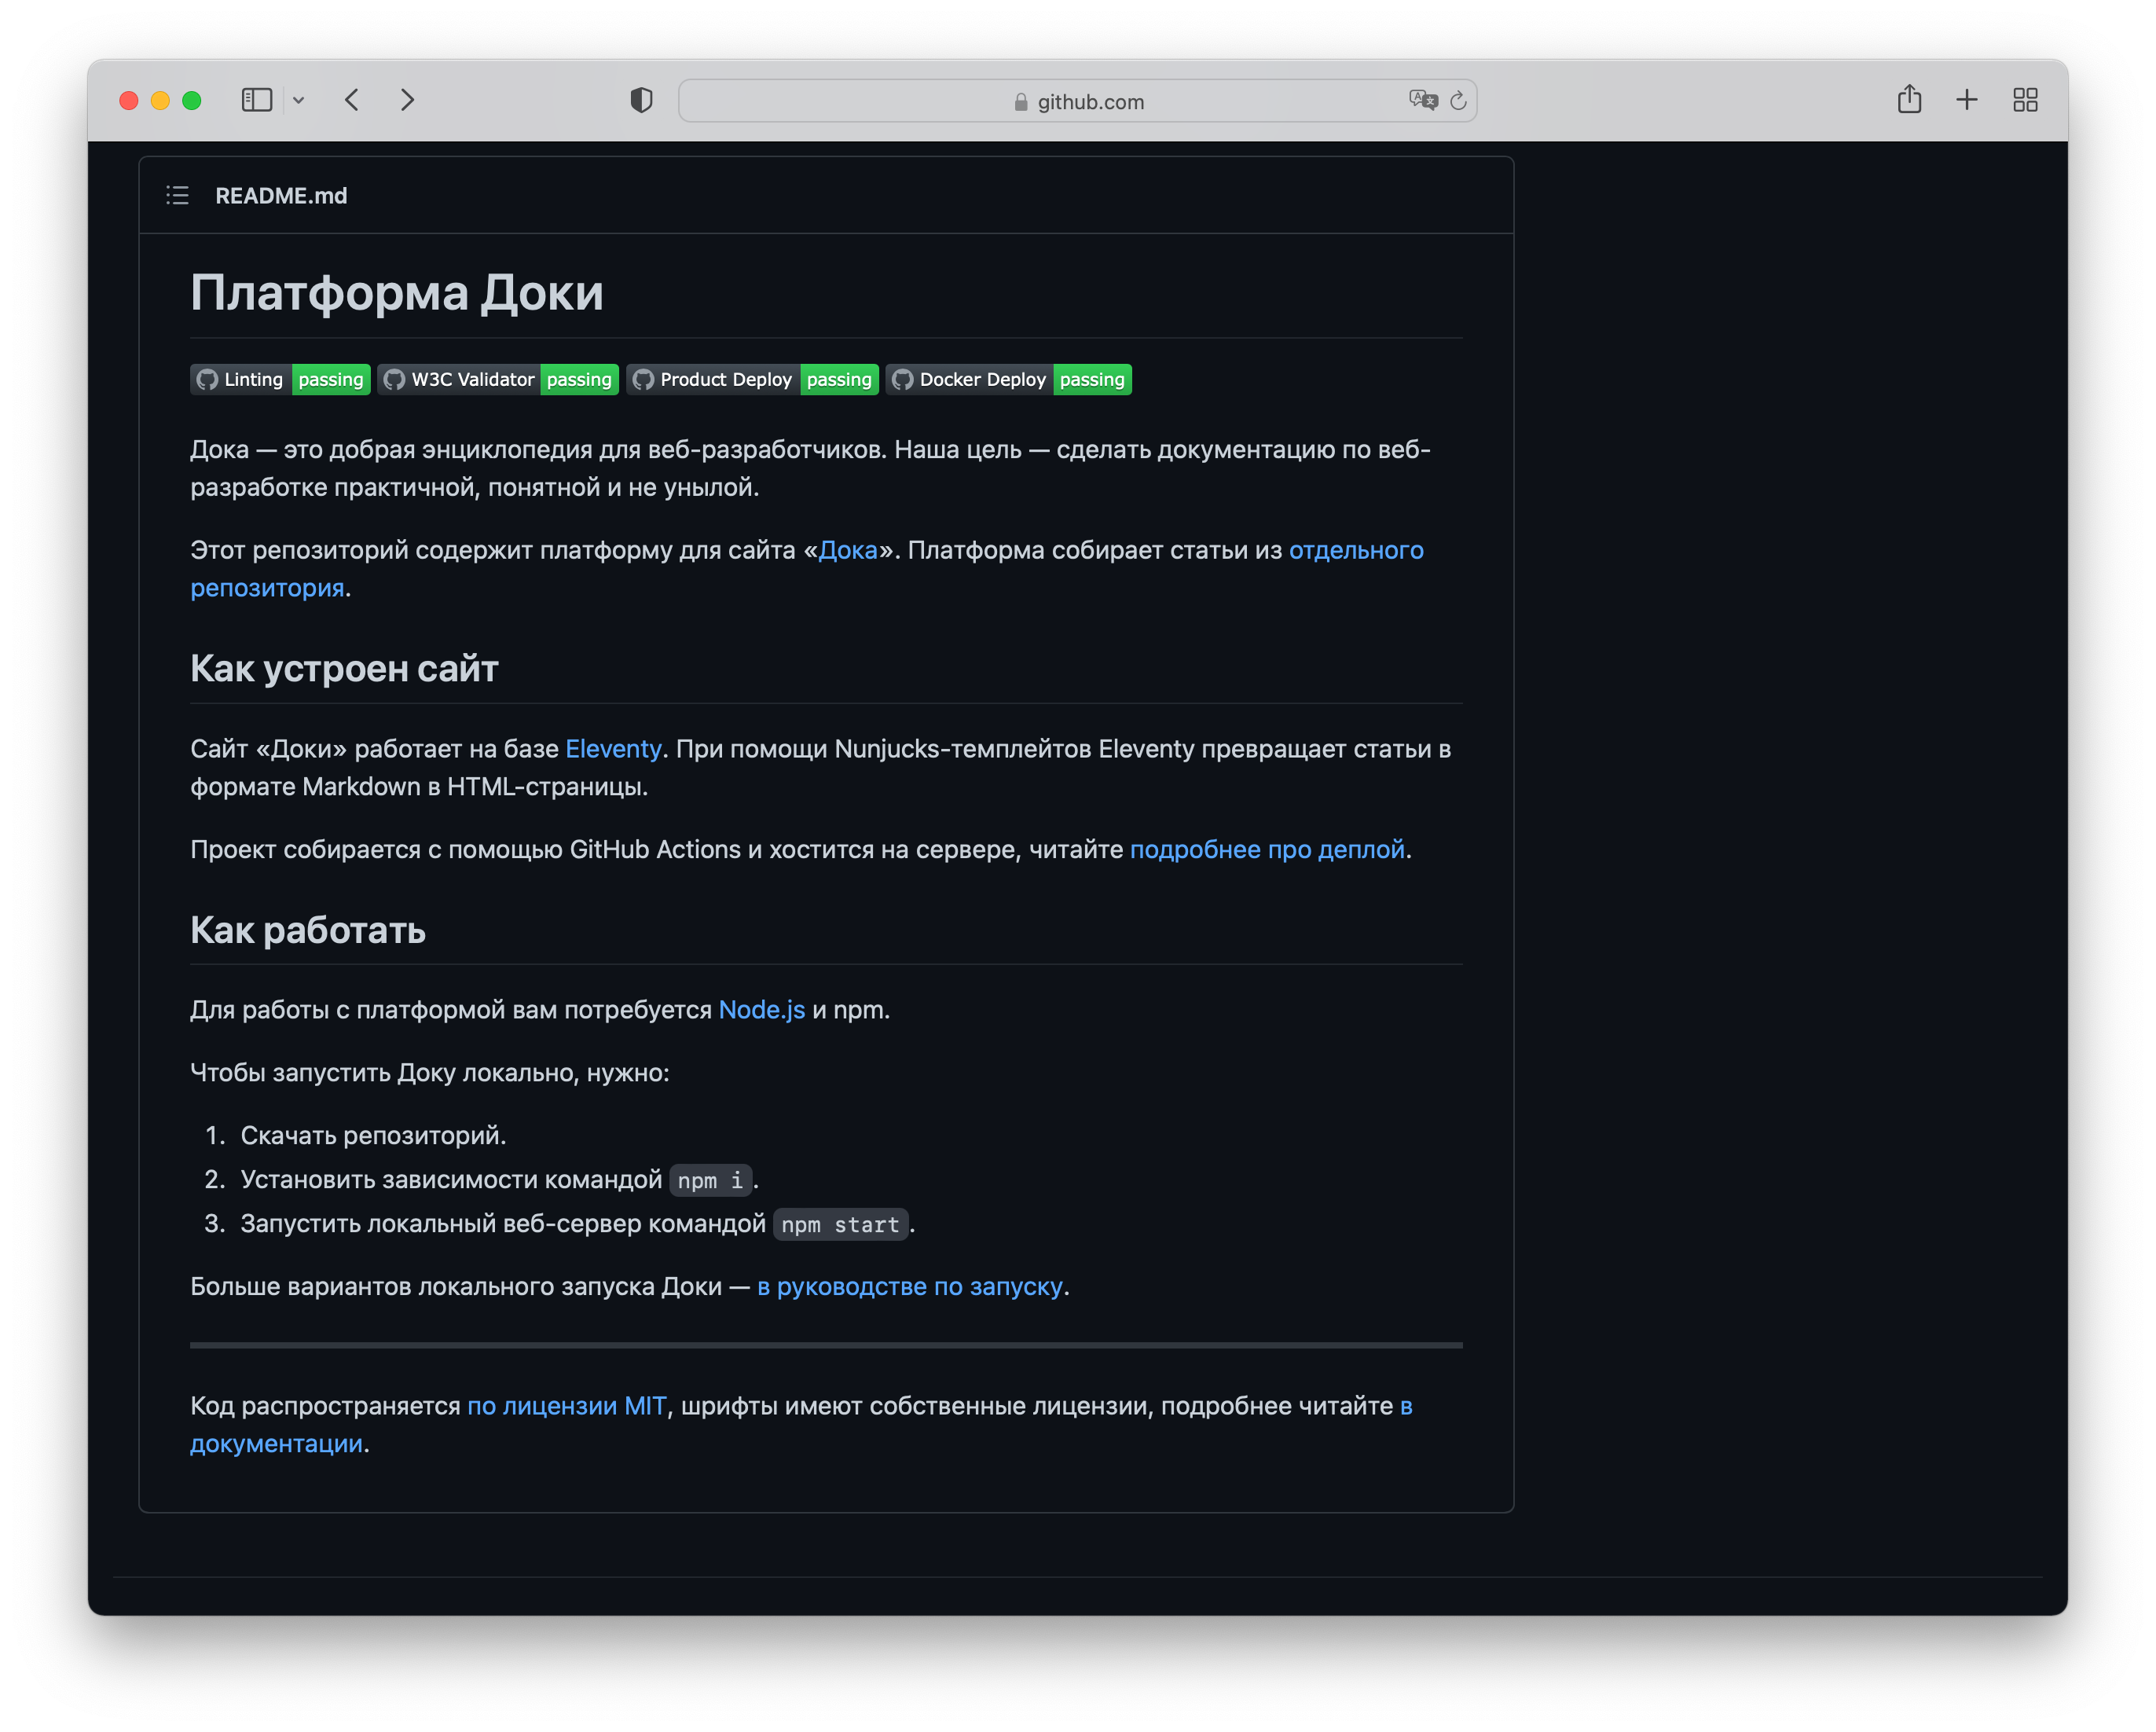 github.com
README.md
Платформа Доки
Linting passing W3C Validator passing Product Deploy passing Docker Deploy passing
Дока — это добрая энциклопедия для веб-разработчиков. Наша цель — сделать документацию по веб-
разработке практичной, понятной и не унылой.
Этот репозиторий содержит платформу для сайта «Дока». Платформа собирает статьи из отдельного
репозитория.
Как устроен сайт
Сайт «Доки» работает на базе Eleventy. При помощи Nunjucks-темплейтов Eleventy превращает статьи в
формате Markdown в HTML-страницы.
Проект собирается с помощью GitHub Actions и хостится на сервере, читайте подробнее про деплой.
Как работать
Для работы с платформой вам потребуется Node.js и npm.
Чтобы запустить Доку локально, нужно:
1. Скачать репозиторий.
2. Установить зависимости командой npm i.
3. Запустить локальный веб-сервер командой npm start.
Больше вариантов локального запуска Доки — в руководстве по запуску.
Код распространяется по лицензии MIT, шрифты имеют собственные лицензии, подробнее читайте в
документации.